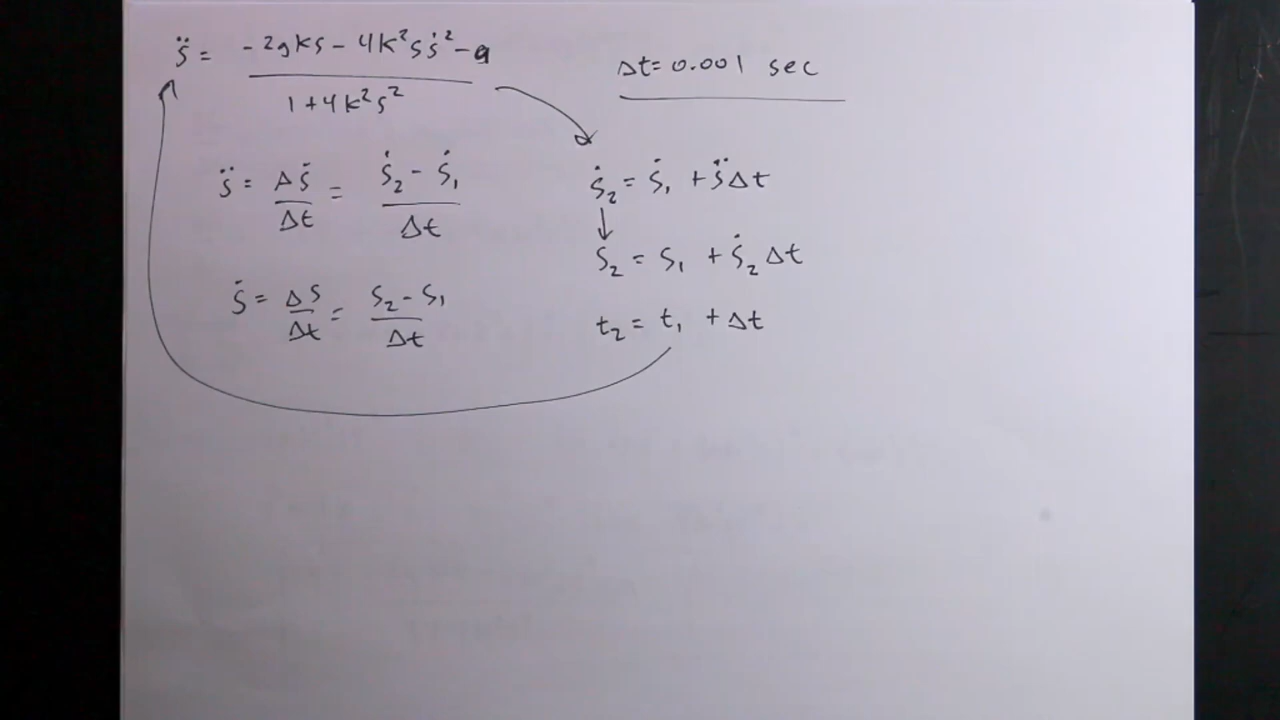 s̈ = (-2gks - 4k²sṡ² - a) / (1 + 4k²s²)
s̈ = Δṡ/Δt = (ṡ₂ - ṡ₁)/Δt
ṡ = Δs/Δt = (s₂ - s₁)/Δt
Δt = 0.001 sec
ṡ₂ = ṡ₁ + s̈Δt
s₂ = s₁ + ṡ₂Δt
t₂ = t₁ + Δt